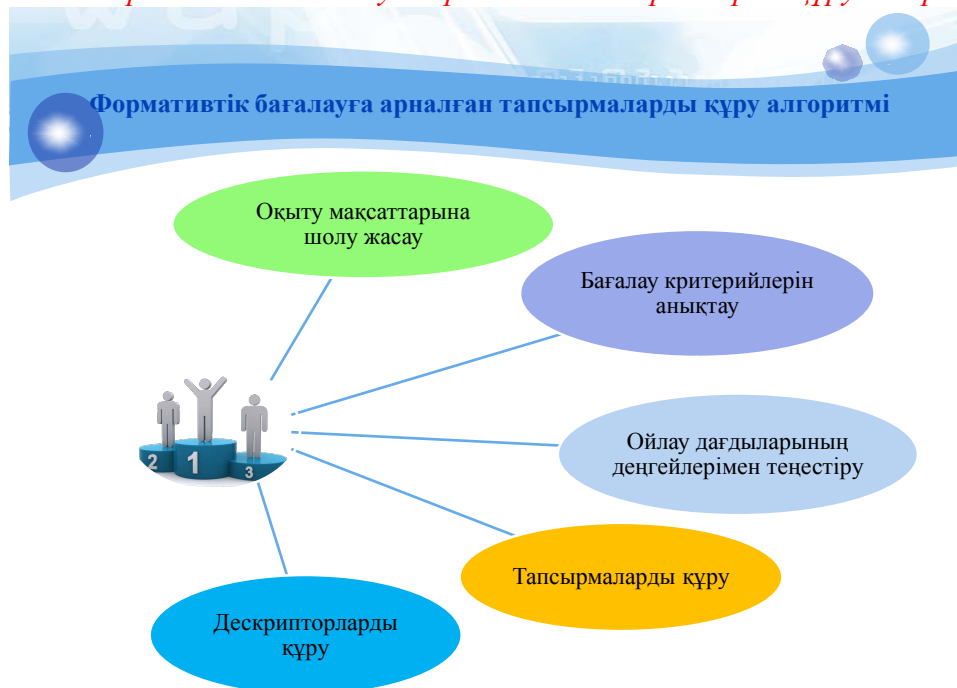 Формативтік бағалауға арналған тапсырмаларды құру алгоритмі
Оқыту мақсаттарына
шолу жасау
Бағалау критерийлерін
анықтау
Ойлау дағдыларының
деңгейлерімен теңестіру
Тапсырмаларды құру
Дескрипторларды
құру
2 1 3